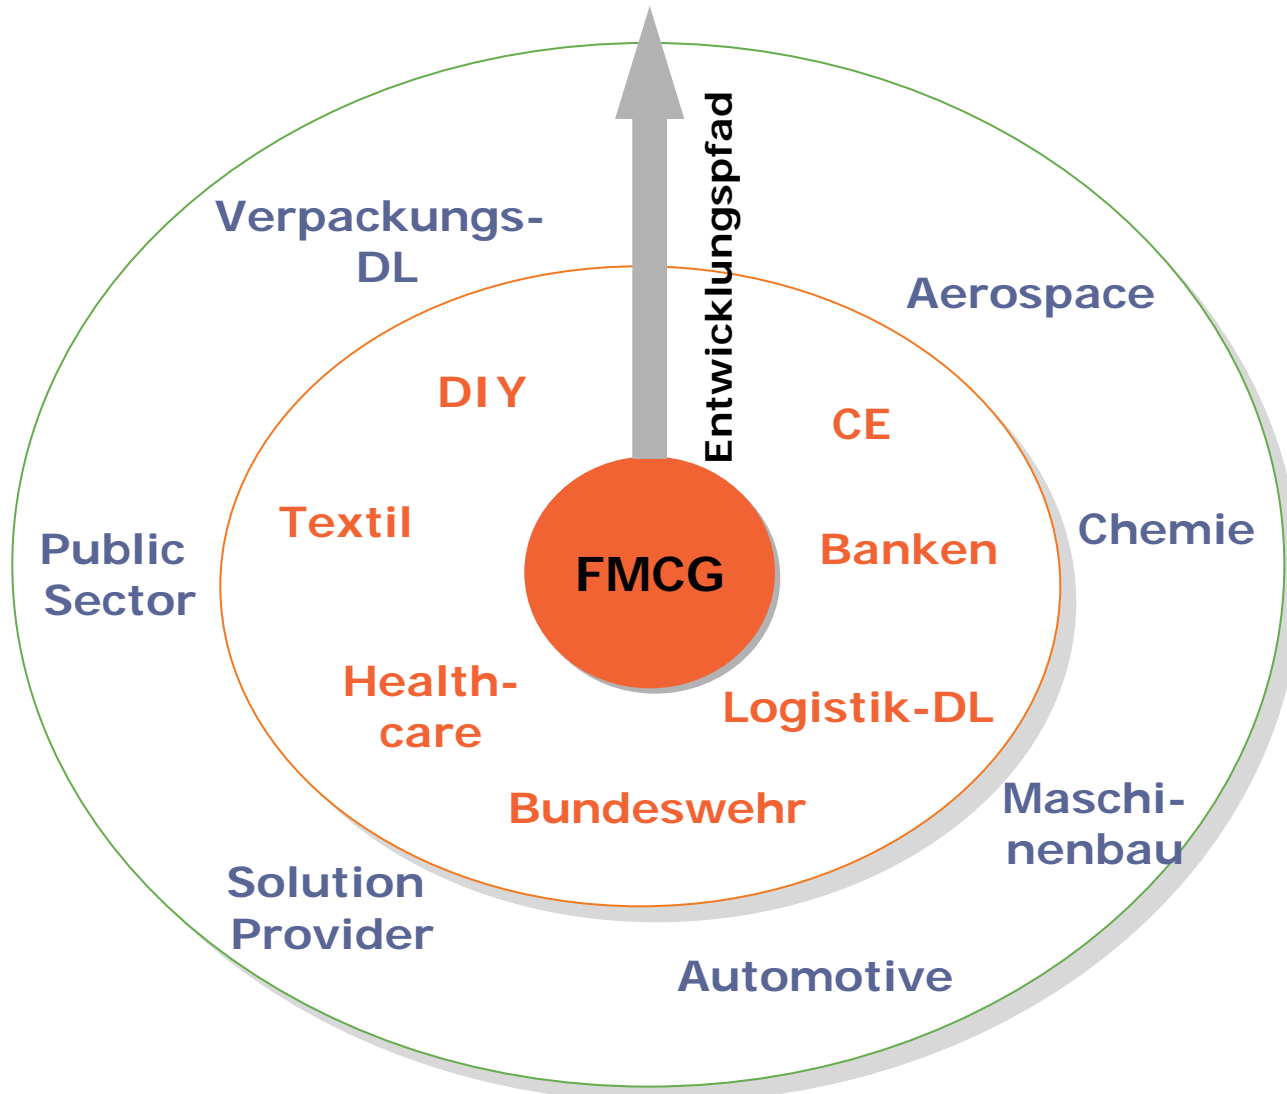 Entwicklungspfad
Verpackungs-
DL
Aerospace
DIY
CE
Textil
Banken
Chemie
Public
Sector
FMCG
Health-
care
Logistik-DL
Bundeswehr
Maschi-
nenbau
Solution
Provider
Automotive